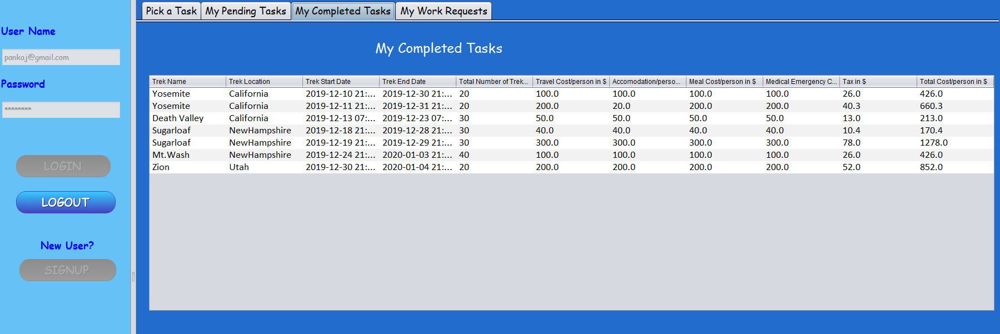 User Name
pankaj@gmail.com
Password
********
LOGIN
LOGOUT
New User?
SIGNUP
Pick a Task My Pending Tasks My Completed Tasks My Work Requests
My Completed Tasks
Trek Name Trek Location Trek Start Date Trek End Date Total Number of Trek... Travel Cost/person in $ Accomodation/perso... Meal Cost/person in $ Medical Emergency C... Tax in $ Total Cost/person in $
Yosemite California 2019-12-10 21:... 2019-12-30 21:... 20 100.0 100.0 100.0 100.0 26.0 426.0
Yosemite California 2019-12-11 21:... 2019-12-31 21:... 20 200.0 20.0 200.0 200.0 40.3 660.3
Death Valley California 2019-12-13 07:... 2019-12-23 07:... 30 50.0 50.0 50.0 50.0 13.0 213.0
Sugarloaf NewHampshire 2019-12-18 21:... 2019-12-28 21:... 30 40.0 40.0 40.0 40.0 10.4 170.4
Sugarloaf NewHampshire 2019-12-19 21:... 2019-12-29 21:... 30 300.0 300.0 300.0 300.0 78.0 1278.0
Mt.Wash NewHampshire 2019-12-24 21:... 2020-01-03 21:... 40 100.0 100.0 100.0 100.0 26.0 426.0
Zion Utah 2019-12-30 21:... 2020-01-04 21:... 20 200.0 200.0 200.0 200.0 52.0 852.0